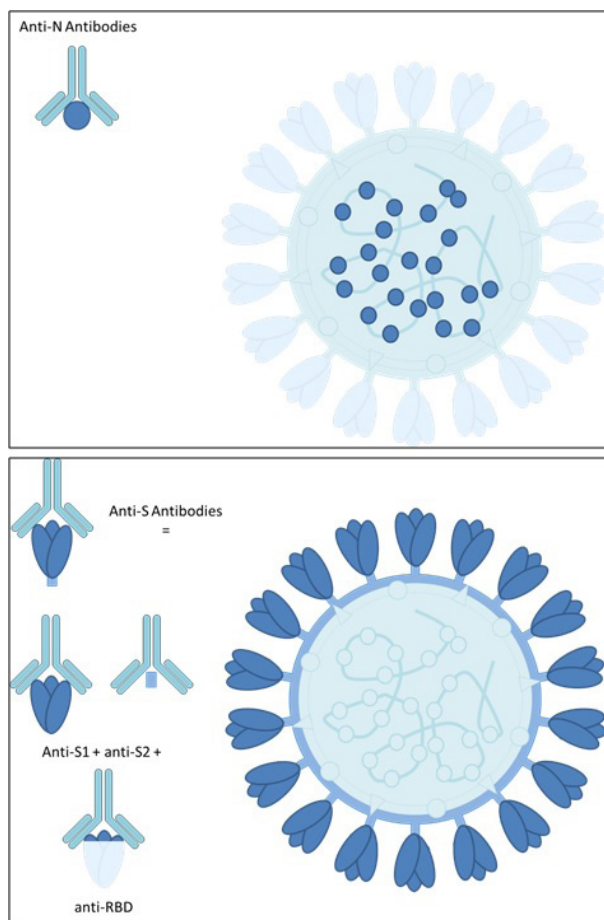 Anti-N Antibodies
Anti-S Antibodies
=
Anti-S1 + anti-S2 +
anti-RBD